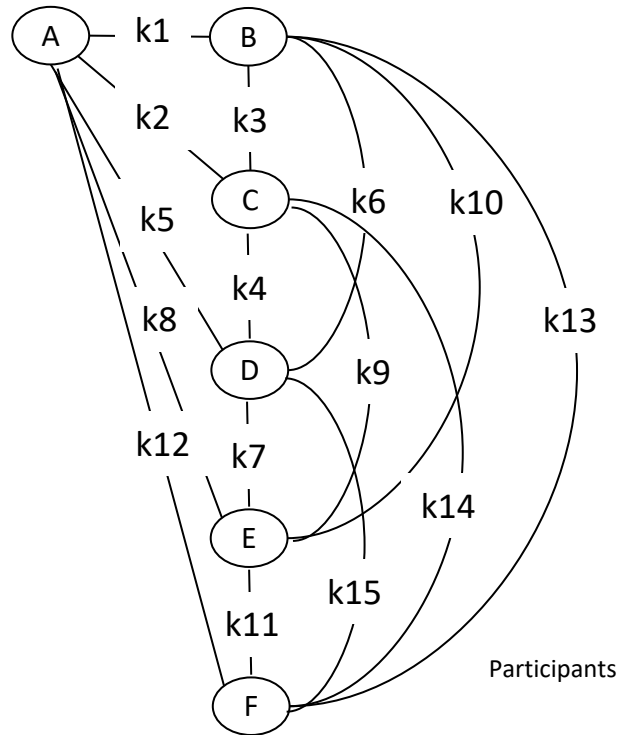 A k1 B
k2 k3
C k6 k10
k5
k4
k8 k13
D k9
k12 k7
k14
E
k15
k11
Participants
F